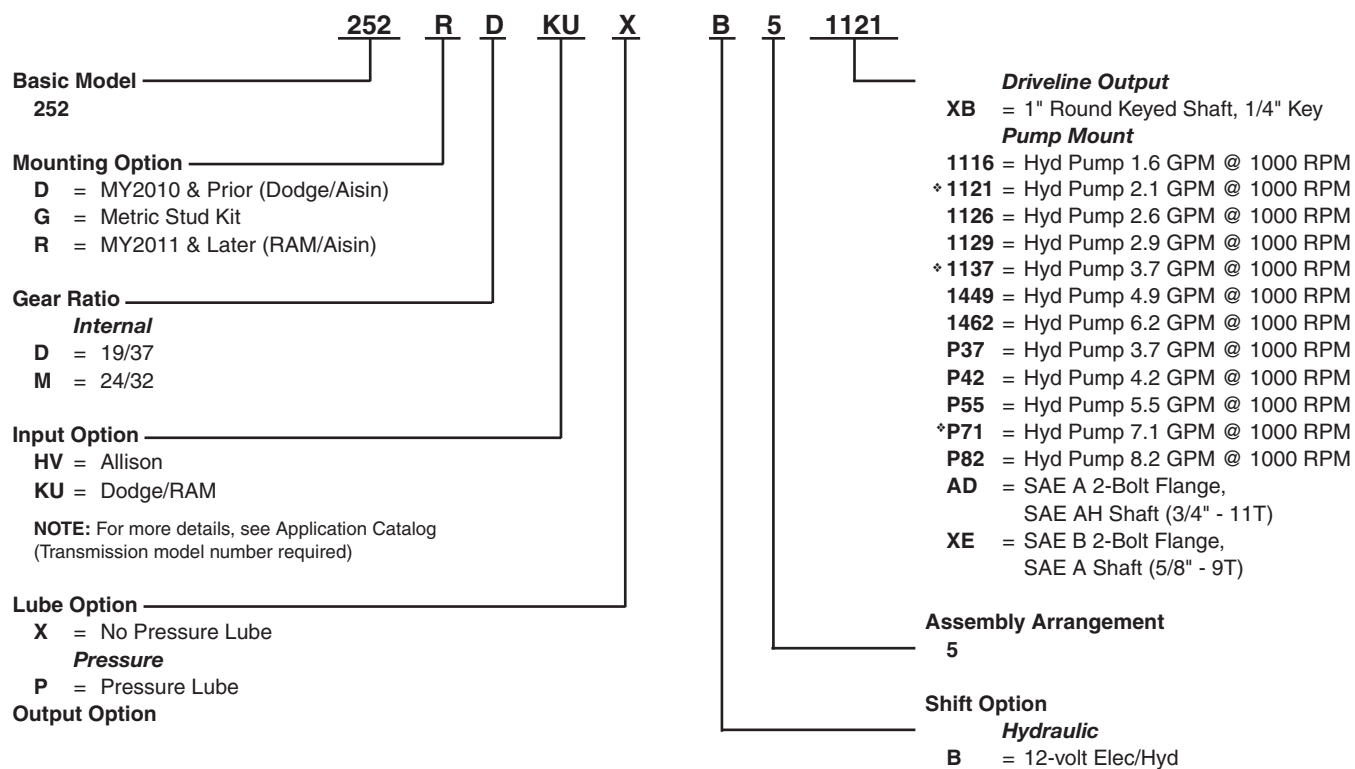 252 R D KU X B 5 1121
Basic Model
252
Mounting Option
D = MY2010 & Prior (Dodge/Aisin)
G = Metric Stud Kit
R = MY2011 & Later (RAM/Aisin)
Gear Ratio
Internal
D = 19/37
M = 24/32
Input Option
HV = Allison
KU = Dodge/RAM
NOTE: For more details, see Application Catalog
(Transmission model number required)
Lube Option
X = No Pressure Lube
Pressure
P = Pressure Lube
Output Option
Driveline Output
XB = 1" Round Keyed Shaft, 1/4" Key
Pump Mount
1116 = Hyd Pump 1.6 GPM @ 1000 RPM
❖ 1121 = Hyd Pump 2.1 GPM @ 1000 RPM
1126 = Hyd Pump 2.6 GPM @ 1000 RPM
1129 = Hyd Pump 2.9 GPM @ 1000 RPM
❖ 1137 = Hyd Pump 3.7 GPM @ 1000 RPM
1449 = Hyd Pump 4.9 GPM @ 1000 RPM
1462 = Hyd Pump 6.2 GPM @ 1000 RPM
P37 = Hyd Pump 3.7 GPM @ 1000 RPM
P42 = Hyd Pump 4.2 GPM @ 1000 RPM
P55 = Hyd Pump 5.5 GPM @ 1000 RPM
❖P71 = Hyd Pump 7.1 GPM @ 1000 RPM
P82 = Hyd Pump 8.2 GPM @ 1000 RPM
AD = SAE A 2-Bolt Flange,
SAE AH Shaft (3/4" - 11T)
XE = SAE B 2-Bolt Flange,
SAE A Shaft (5/8" - 9T)
Assembly Arrangement
5
Shift Option
Hydraulic
B = 12-volt Elec/Hyd